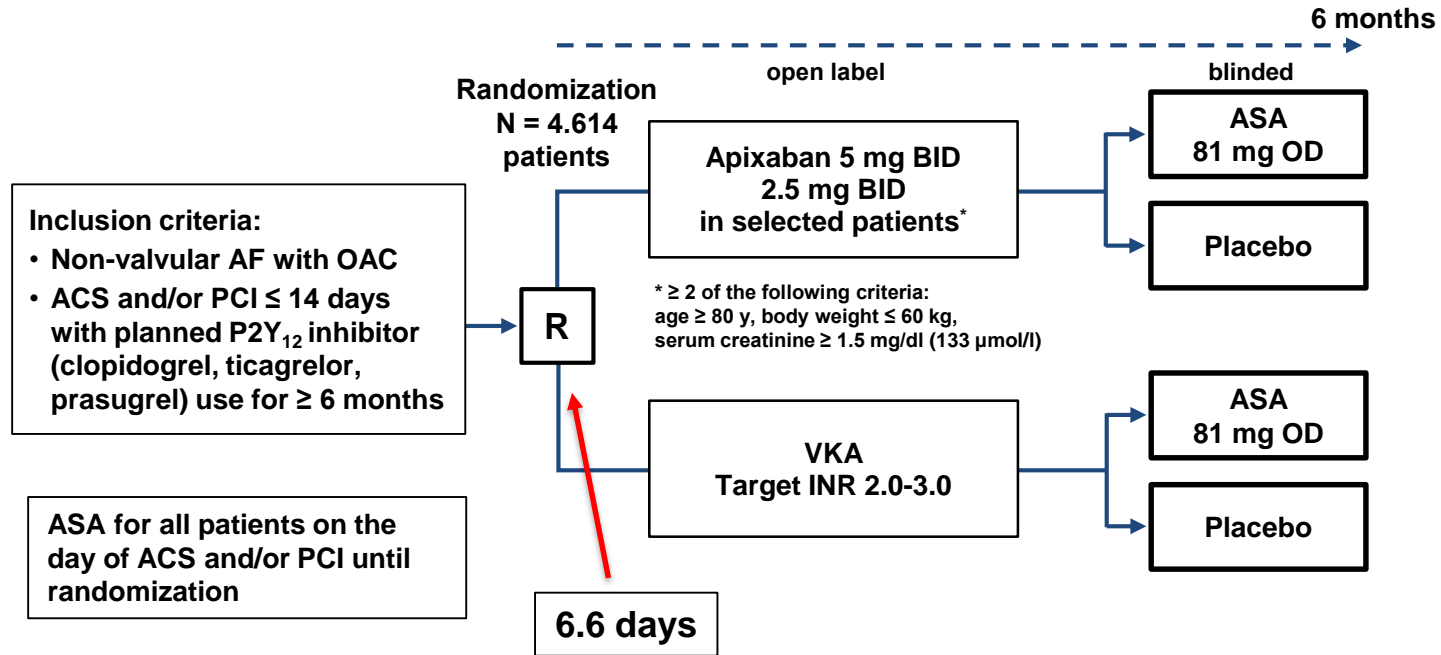 6 months
open label
blinded
Randomization
N = 4.614
patients
Inclusion criteria:
• Non-valvular AF with OAC
• ACS and/or PCI ≤ 14 days
with planned P2Y₁₂ inhibitor
(clopidogrel, ticagrelor,
prasugrel) use for ≥ 6 months
ASA for all patients on the
day of ACS and/or PCI until
randomization
R
6.6 days
Apixaban 5 mg BID
2.5 mg BID
in selected patients*
* ≥ 2 of the following criteria:
age ≥ 80 y, body weight ≤ 60 kg,
serum creatinine ≥ 1.5 mg/dl (133 µmol/l)
VKA
Target INR 2.0-3.0
ASA
81 mg OD
Placebo
ASA
81 mg OD
Placebo